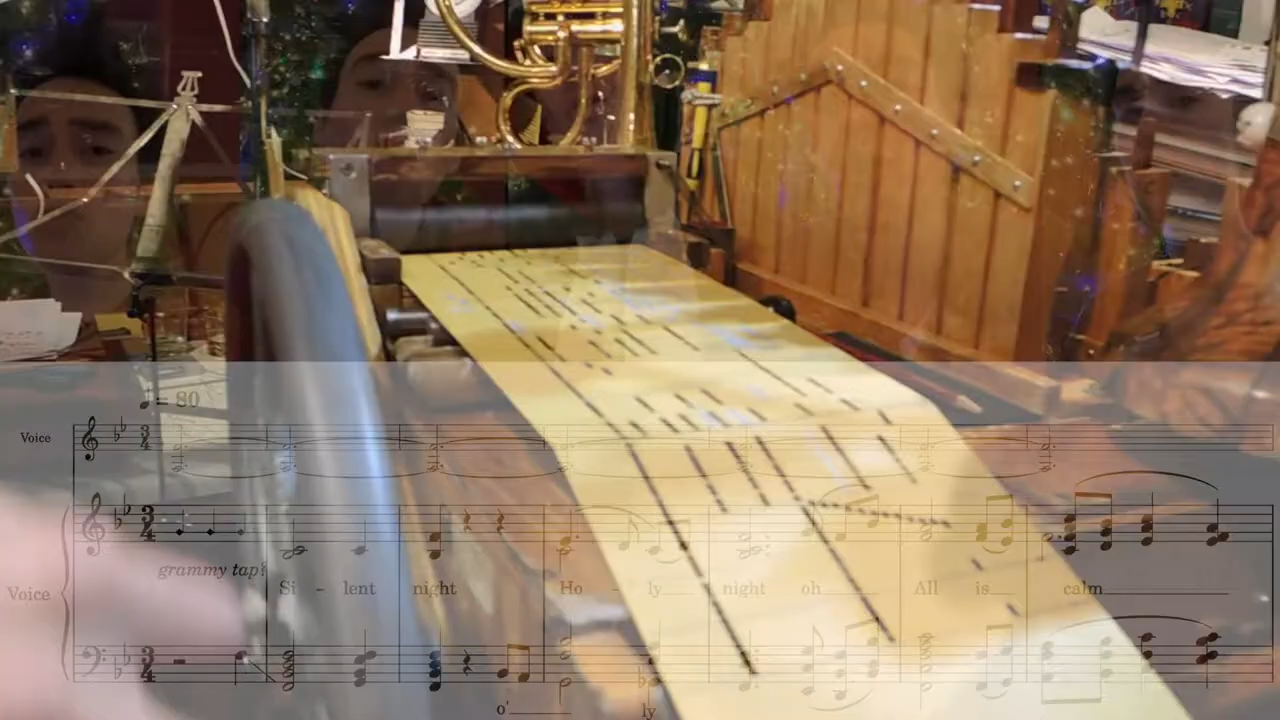 ♩ = 80
Voice
grammy tap?
Voice
Si - lent night Ho - ly night oh All is calm
o' ly